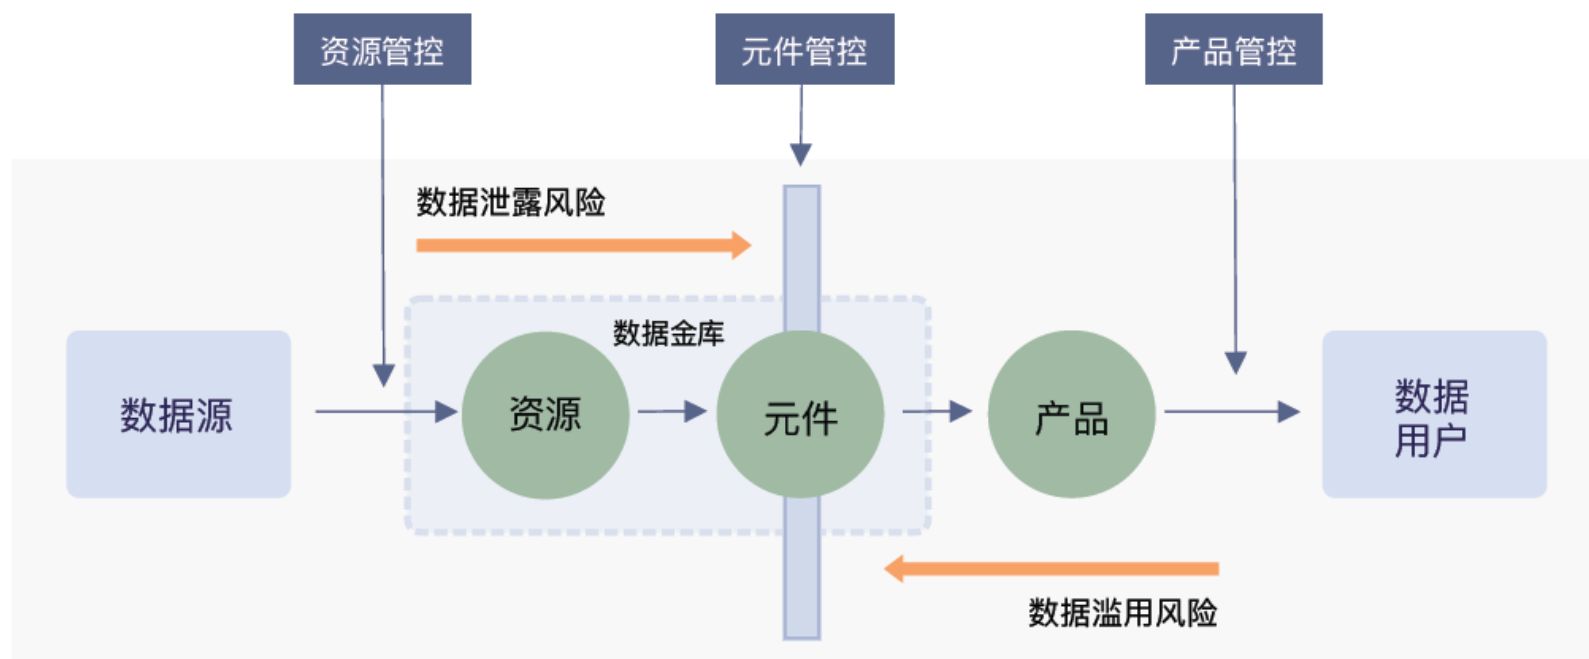 资源管控
元件管控
产品管控
数据泄露风险
数据金库
数据源
资源
元件
产品
数据
用户
数据滥用风险